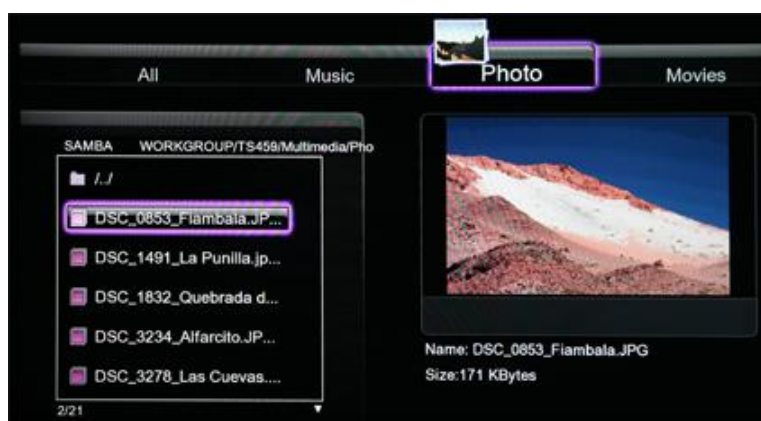 All Music Photo Movies
SAMBA WORKGROUP/TS459/Multimedia/Pho
/../
DSC_0853_Fiambala.JP...
DSC_1491_La Punilla.jp...
DSC_1832_Quebrada d...
DSC_3234_Alfarcito.JP...
DSC_3278_Las Cuevas....
2/21
Name: DSC_0853_Fiambala.JPG
Size:171 KBytes